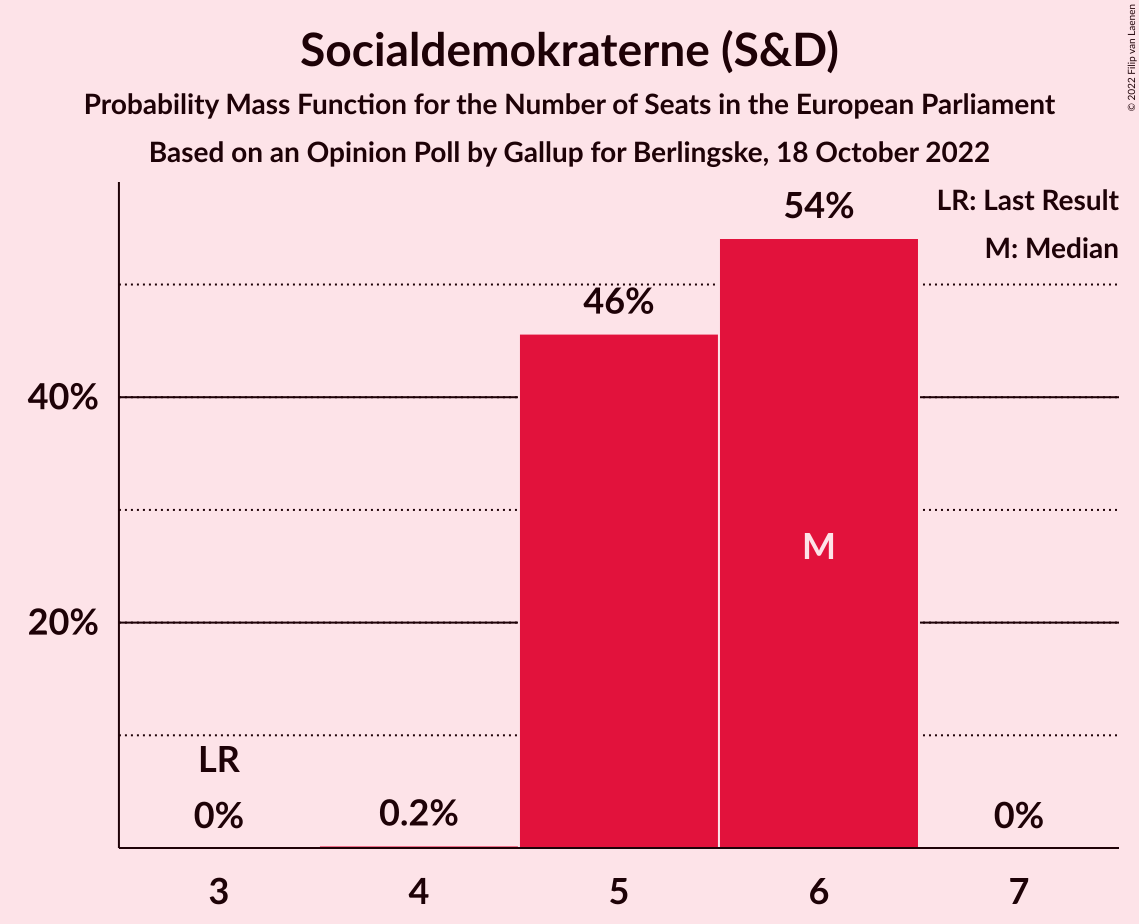 Socialdemokraterne (S&D)
Probability Mass Function for the Number of Seats in the European Parliament
Based on an Opinion Poll by Gallup for Berlingske, 18 October 2022
© 2022 Filip van Laenen
LR: Last Result
M: Median
54%
46%
40%
M
20%
LR
0%
0.2%
0%
3
4
5
6
7